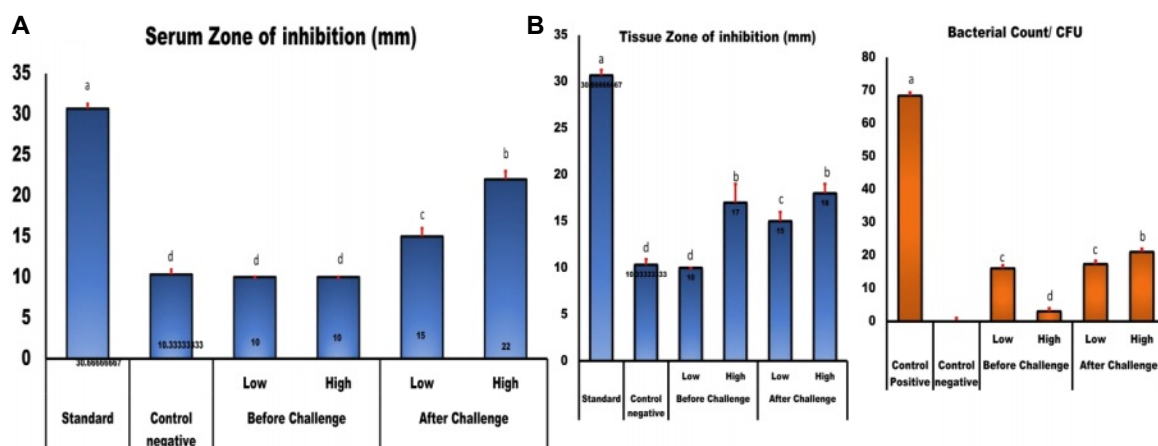 A
Serum Zone of inhibition (mm)
35
30
25
20
15
10
5
0
a
d
d
d
c
b
30.66666667
10.33333333
10
10
15
22
Low
High
Low
High
Standard
Control
negative
Before Challenge
After Challenge
B
Tissue Zone of inhibition (mm)
35
30
25
20
15
10
5
0
a
d
d
b
c
b
30.66666667
10.33333333
10
17
15
18
Low
High
Low
High
Standard
Control
negative
Before Challenge
After Challenge
Bacterial Count/ CFU
80
70
60
50
40
30
20
10
0
a
c
d
c
b
Low
High
Low
High
Control
Positive
Control
negative
Before Challenge
After Challenge